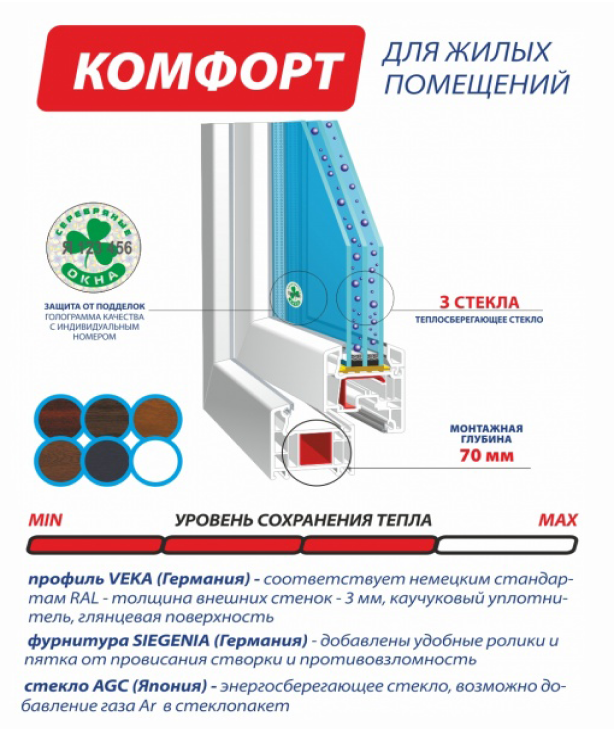 КОМФОРТ
ДЛЯ ЖИЛЫХ
ПОМЕЩЕНИЙ
СЕРЕБРЯНЫЕ
Я 123 456
ОКНА
ЗАЩИТА ОТ ПОДДЕЛОК
ГОЛОГРАММА КАЧЕСТВА
С ИНДИВИДУАЛЬНЫМ
НОМЕРОМ
3 СТЕКЛА
ТЕПЛОСБЕРЕГАЮЩЕЕ СТЕКЛО
МОНТАЖНАЯ
ГЛУБИНА
70 мм
MIN УРОВЕНЬ СОХРАНЕНИЯ ТЕПЛА MAX
профиль VEKA (Германия) - соответствует немецким стандар-
там RAL - толщина внешних стенок - 3 мм, каучуковый уплотни-
тель, глянцевая поверхность
фурнитура SIEGENIA (Германия) - добавлены удобные ролики и
пятка от провисания створки и противовзломность
стекло AGC (Япония) - энергосберегающее стекло, возможно до-
бавление газа Ar в стеклопакет